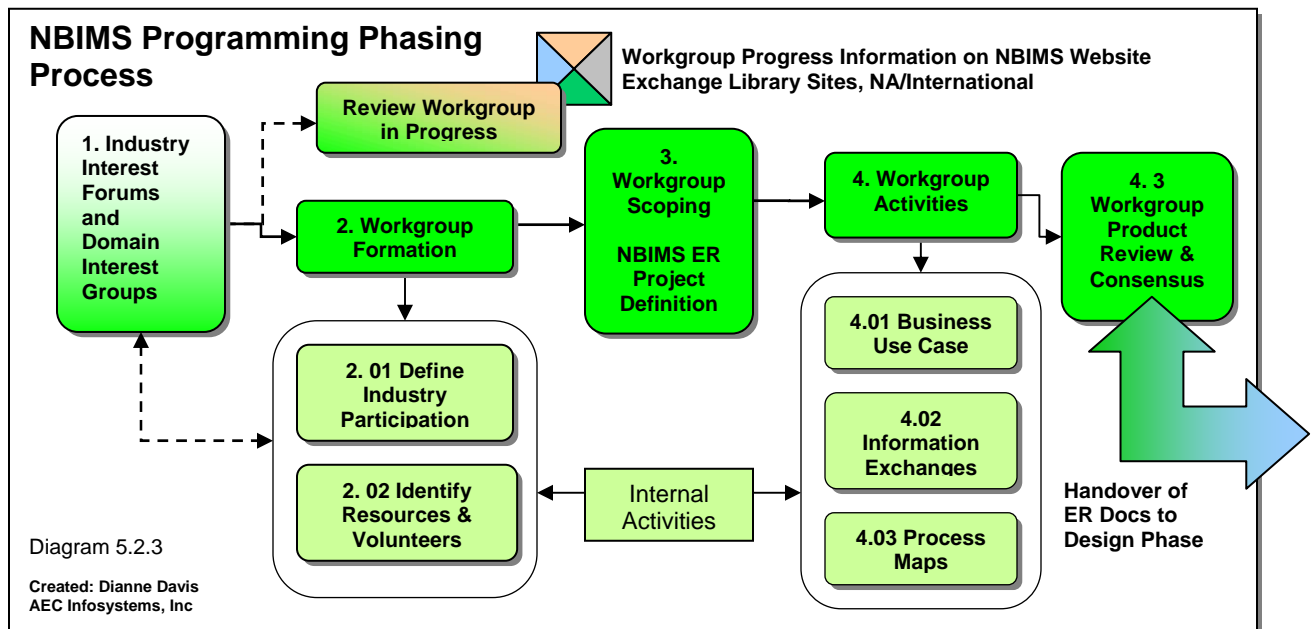 NBIMS Programming Phasing
Process
Workgroup Progress Information on NBIMS Website
Exchange Library Sites, NA/International
Review Workgroup
in Progress
1. Industry
Interest
Forums
and
Domain
Interest
Groups
2. Workgroup
Formation
3.
Workgroup
Scoping
NBIMS ER
Project
Definition
4. Workgroup
Activities
4. 3
Workgroup
Product
Review &
Consensus
2. 01 Define
Industry
Participation
2. 02 Identify
Resources &
Volunteers
Internal
Activities
4.01 Business
Use Case
4.02
Information
Exchanges
4.03 Process
Maps
Handover of
ER Docs to
Design Phase
Diagram 5.2.3
Created: Dianne Davis
AEC Infosystems, Inc